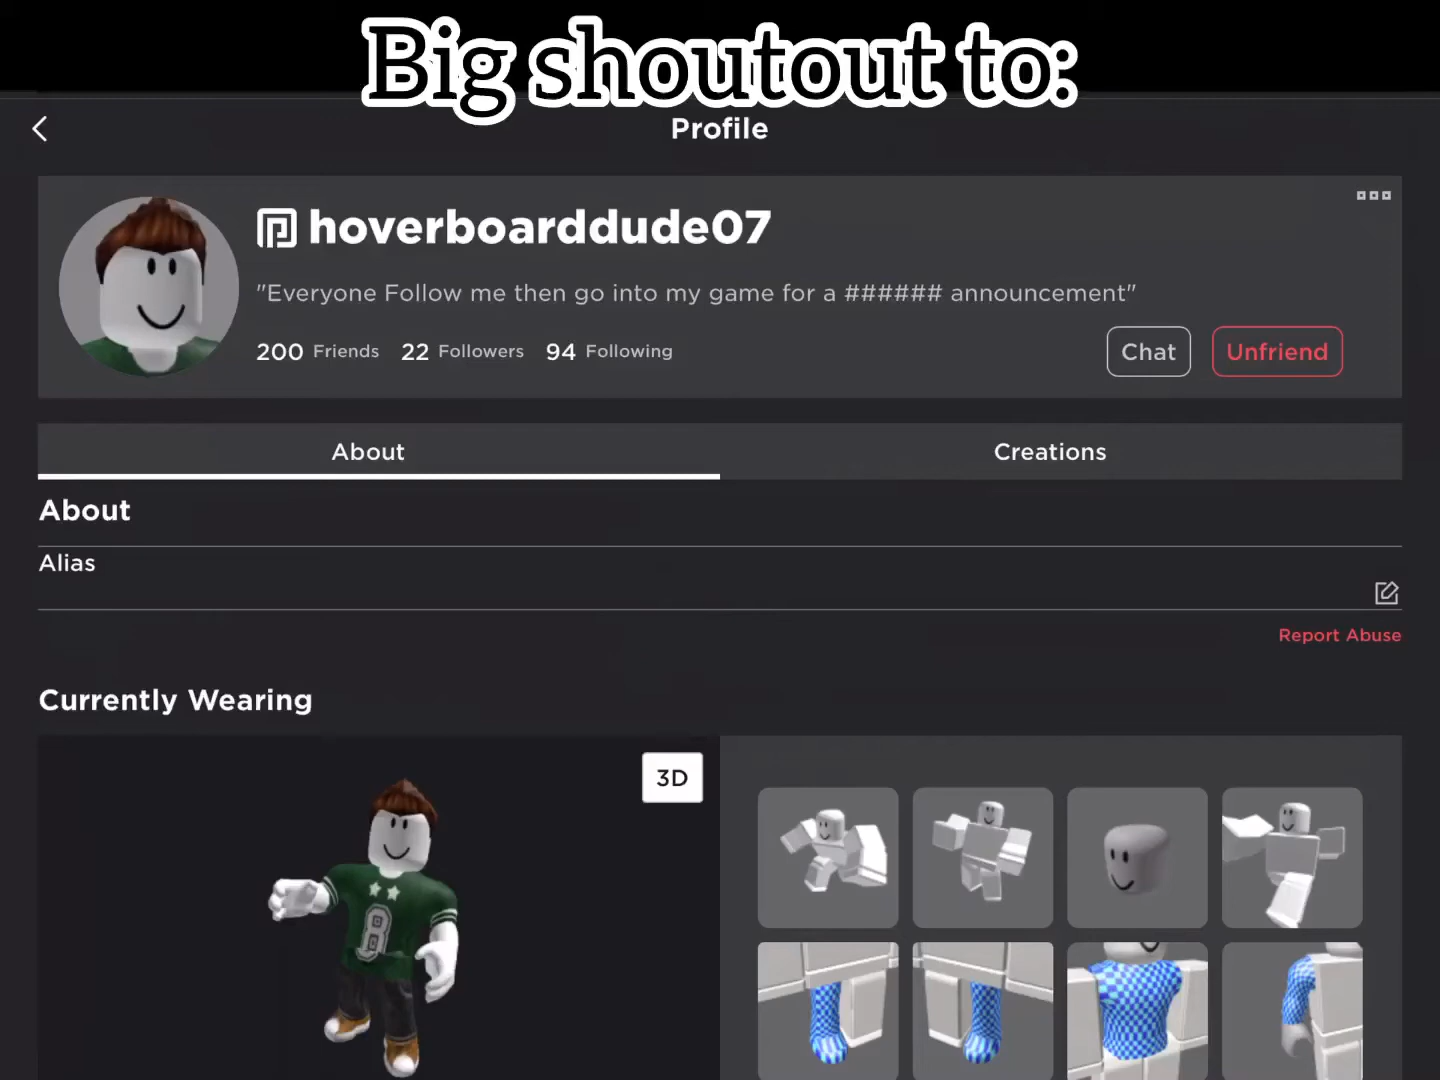 Big shoutout to:
Profile
hoverboarddude07
"Everyone Follow me then go into my game for a ###### announcement"
200 Friends 22 Followers 94 Following
Chat Unfriend
About Creations
About
Alias
Report Abuse
Currently Wearing
3D
8